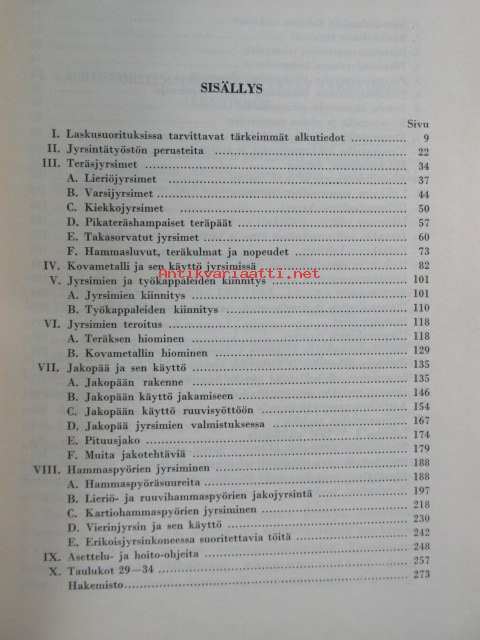 SISÄLLYS
Sivu
I. Laskusuorituksissa tarvittavat tärkeimmät alkutiedot 9
II. Jyrsintätyöstön perusteita 22
III. Teräsjyrsimet 34
A. Lieriöjyrsimet 37
B. Varsijyrsimet 44
C. Kiekkojyrsimet 50
D. Pikateräshampaiset teräpäät 57
E. Takasorvatut jyrsimet 60
F. Hammasluvut, teräkulmat ja nopeudet 73
IV. Kovametalli ja sen käyttö jyrsimissä 82
Antikvariaatti.net
V. Jyrsimien ja työkappaleiden kiinnitys 101
A. Jyrsimien kiinnitys 101
B. Työkappaleiden kiinnitys 110
VI. Jyrsimien teroitus 118
A. Teräksen hiominen 118
B. Kovametallin hiominen 129
VII. Jakopää ja sen käyttö 135
A. Jakopään rakenne 135
B. Jakopään käyttö jakamiseen 146
C. Jakopään käyttö ruuvisyöttöön 154
D. Jakopää jyrsimien valmistuksessa 167
E. Pituusjako 174
F. Muita jakotehtäviä 179
VIII. Hammaspyörien jyrsiminen 188
A. Hammaspyöräsuureita 188
B. Lieriö- ja ruuvihammaspyörien jakojyrsintä 197
C. Kartiohammaspyörien jyrsiminen 218
D. Vierinjyrsin ja sen käyttö 230
E. Erikoisjyrsinkoneessa suoritettavia töitä 242
IX. Asettelu- ja hoito-ohjeita 248
X. Taulukot 29—34 257
Hakemisto 273